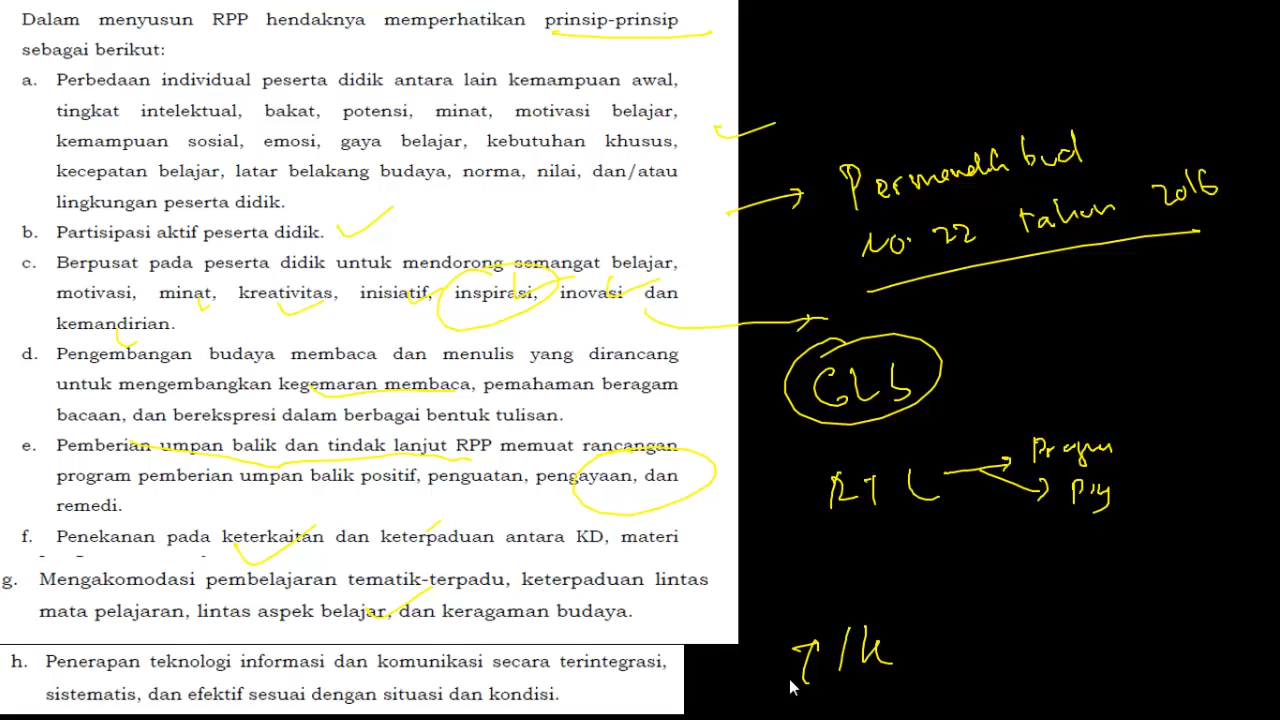 Dalam menyusun RPP hendaknya memperhatikan prinsip-prinsip
sebagai berikut:
a. Perbedaan individual peserta didik antara lain kemampuan awal,
tingkat intelektual, bakat, potensi, minat, motivasi belajar,
kemampuan sosial, emosi, gaya belajar, kebutuhan khusus,
kecepatan belajar, latar belakang budaya, norma, nilai, dan/atau
lingkungan peserta didik.
b. Partisipasi aktif peserta didik.
c. Berpusat pada peserta didik untuk mendorong semangat belajar,
motivasi, minat, kreativitas, inisiatif, inspirasi, inovasi dan
kemandirian.
d. Pengembangan budaya membaca dan menulis yang dirancang
untuk mengembangkan kegemaran membaca, pemahaman beragam
bacaan, dan berekspresi dalam berbagai bentuk tulisan.
e. Pemberian umpan balik dan tindak lanjut RPP memuat rancangan
program pemberian umpan balik positif, penguatan, pengayaan, dan
remedi.
f. Penekanan pada keterkaitan dan keterpaduan antara KD, materi
g. Mengakomodasi pembelajaran tematik-terpadu, keterpaduan lintas
mata pelajaran, lintas aspek belajar, dan keragaman budaya.
h. Penerapan teknologi informasi dan komunikasi secara terintegrasi,
sistematis, dan efektif sesuai dengan situasi dan kondisi.
Permendikbud
No. 22 tahun 2016
GLS
RTL